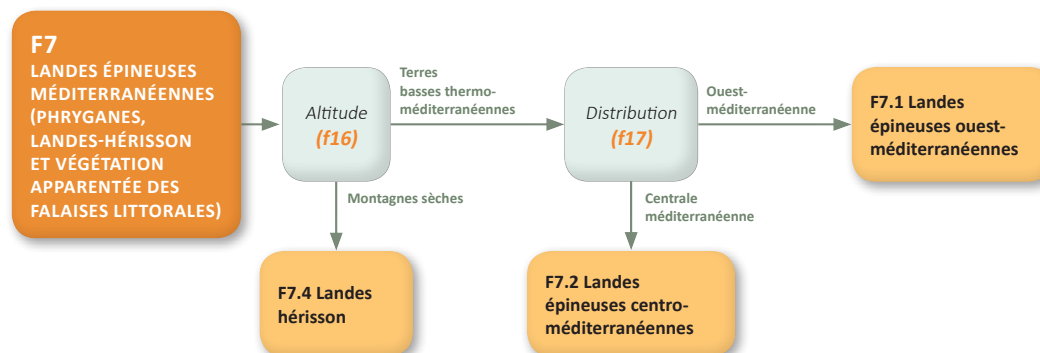 F7
LANDES ÉPINEUSES
MÉDITERRANÉENNES
(PHRYGANES,
LANDES-HÉRISSON
ET VÉGÉTATION
APPARENTÉE DES
FALAISES LITTORALES)
Altitude
(f16)
Terres
basses thermo-
méditerranéennes
Distribution
(f17)
Ouest-
méditerranéenne
F7.1 Landes
épineuses ouest-
méditerranéennes
Montagnes sèches
Centrale
méditerranéenne
F7.4 Landes
hérisson
F7.2 Landes
épineuses centro-
méditerranéennes